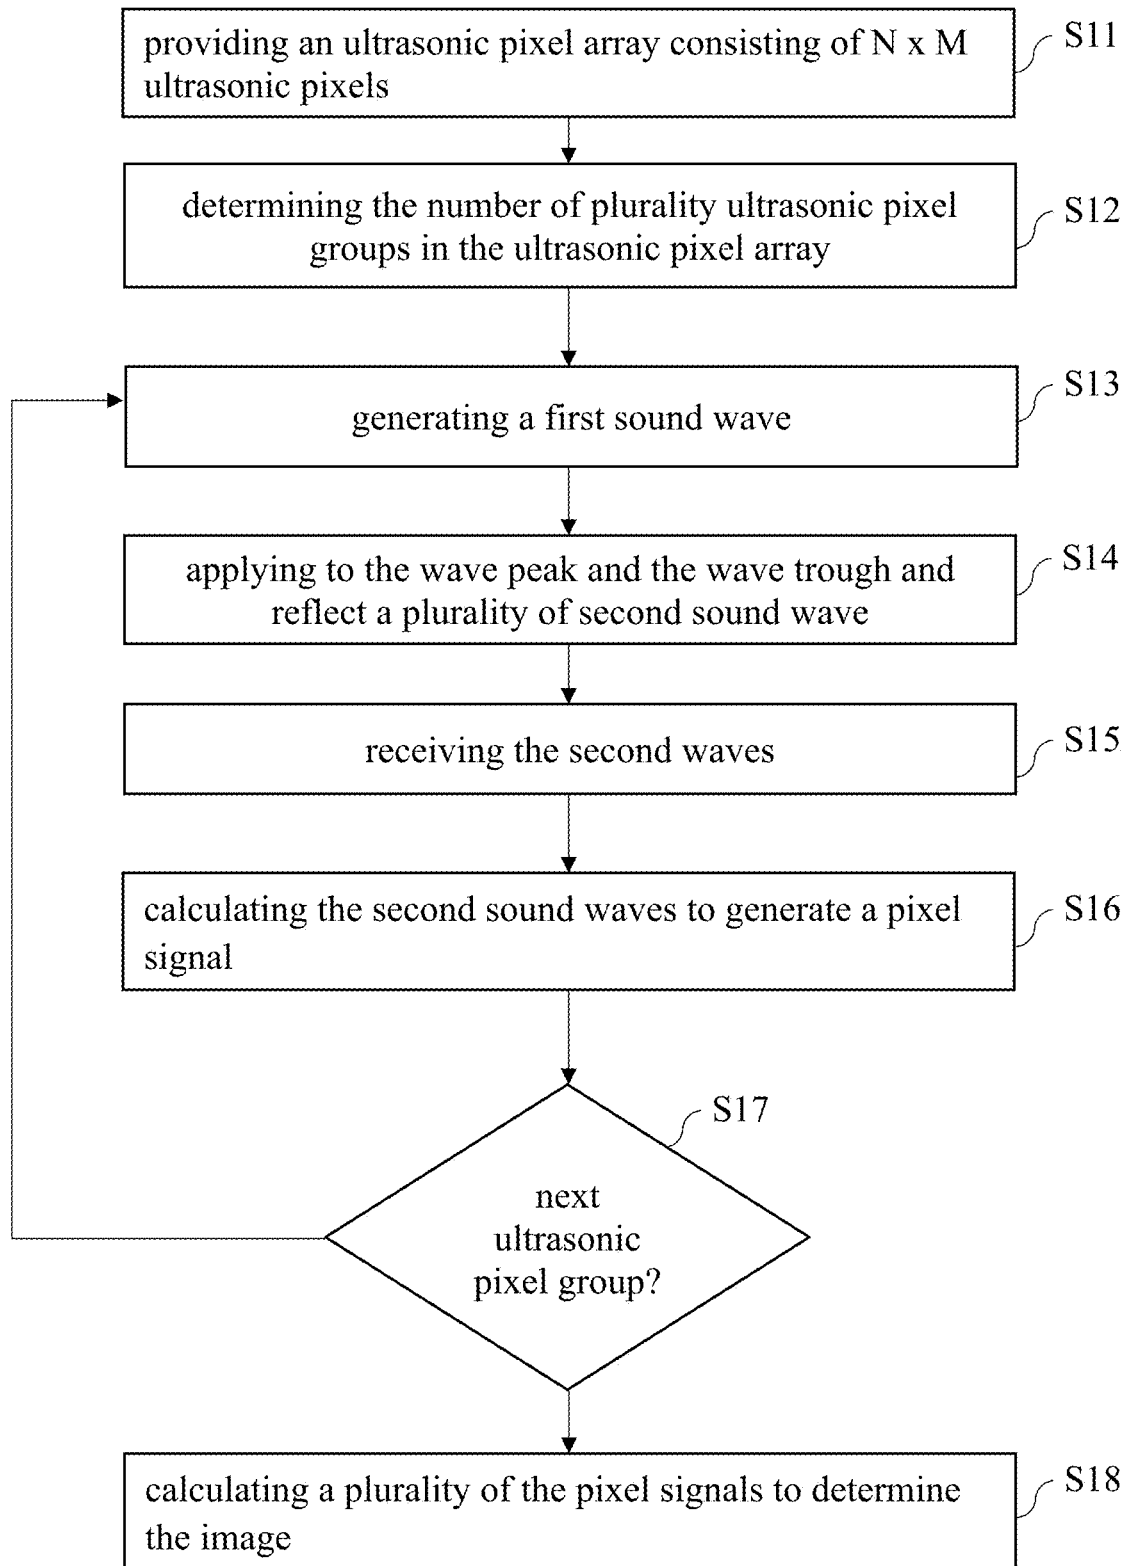 providing an ultrasonic pixel array consisting of N x M
ultrasonic pixels
S11
determining the number of plurality ultrasonic pixel
groups in the ultrasonic pixel array
S12
generating a first sound wave
S13
applying to the wave peak and the wave trough and
reflect a plurality of second sound wave
S14
receiving the second waves
S15
calculating the second sound waves to generate a pixel
signal
S16
next
ultrasonic
pixel group?
S17
calculating a plurality of the pixel signals to determine
the image
S18